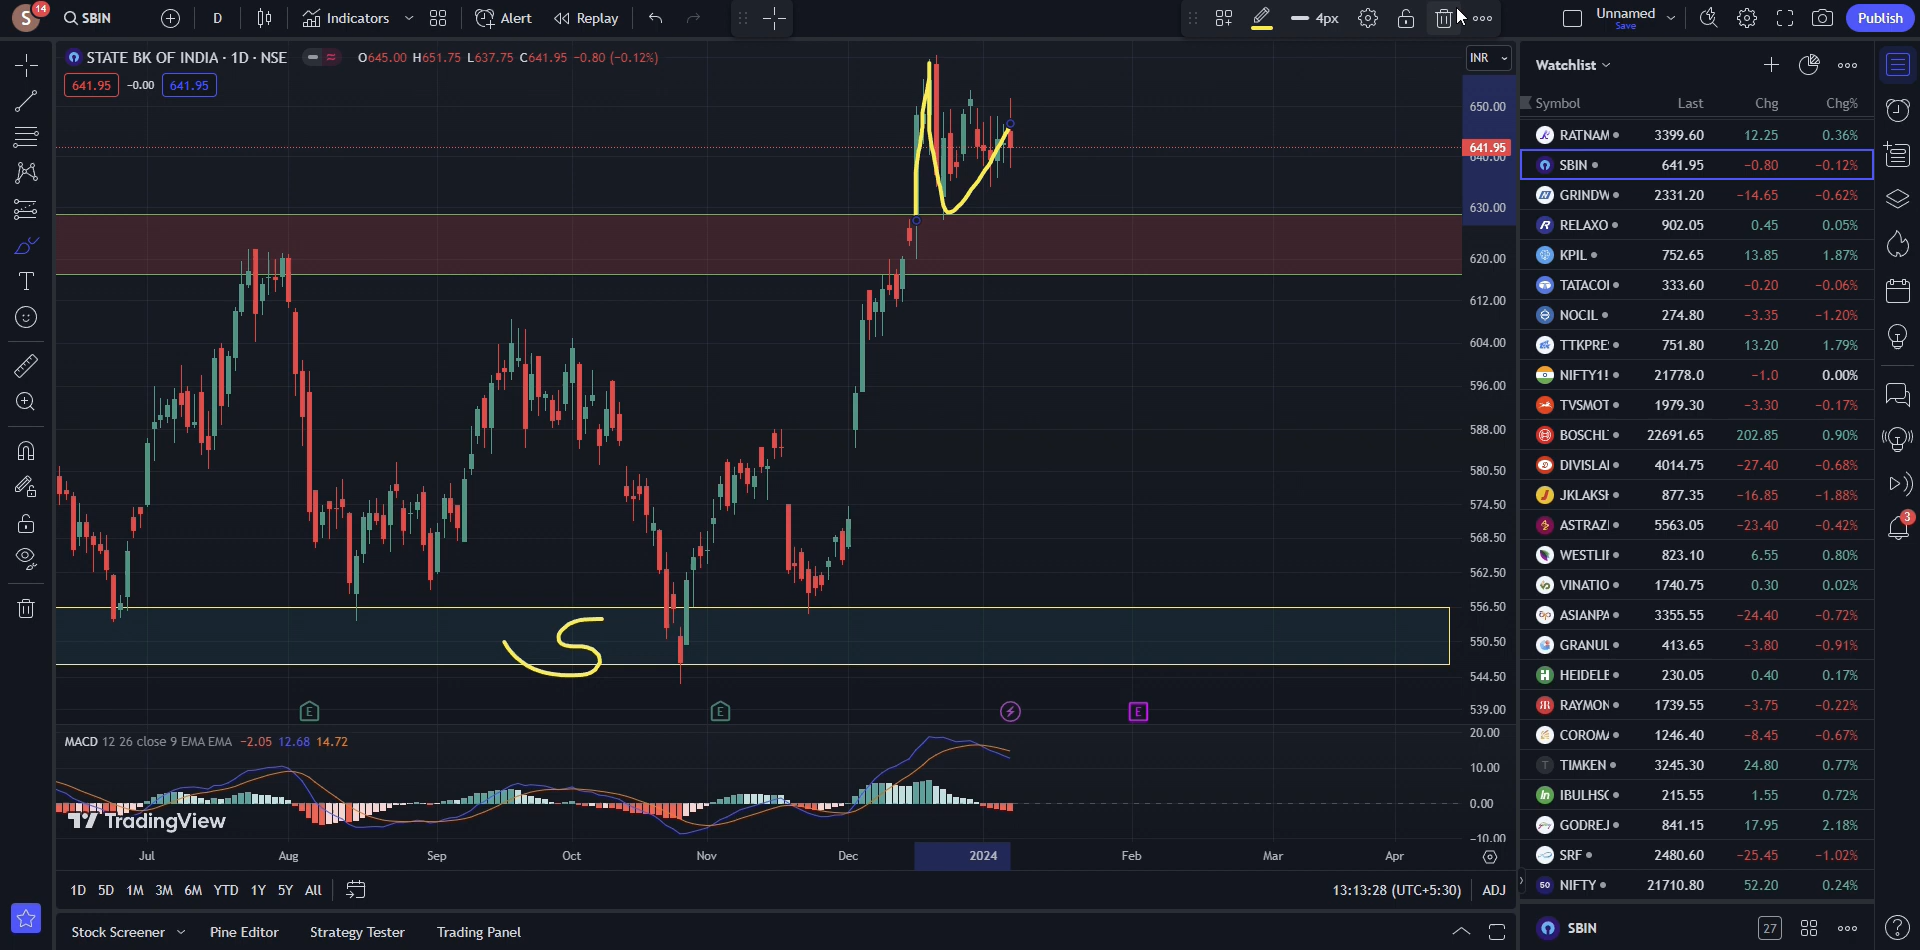 S 14 SBIN D Indicators Alert Replay 4px Unnamed Save Publish
STATE BK OF INDIA · 1D · NSE O645.00 H651.75 L637.75 C641.95 −0.80 (−0.12%) INR
641.95 −0.00 641.95
650.00
641.95
640.00
630.00
620.00
612.00
604.00
596.00
588.00
580.50
574.50
568.50
562.50
556.50
550.50
544.50
539.00
S
E E E
MACD 12 26 close 9 EMA EMA −2.05 12.68 14.72
20.00
10.00
0.00
−10.00
TradingView
Jul Aug Sep Oct Nov Dec 2024 Feb Mar Apr
1D 5D 1M 3M 6M YTD 1Y 5Y All 13:13:28 (UTC+5:30) ADJ
Stock Screener Pine Editor Strategy Tester Trading Panel
Watchlist
Symbol Last Chg Chg%
RATNAM 3399.60 12.25 0.36%
SBIN 641.95 −0.80 −0.12%
GRINDW 2331.20 −14.65 −0.62%
RELAXO 902.05 0.45 0.05%
KPIL 752.65 13.85 1.87%
TATACOI 333.60 −0.20 −0.06%
NOCIL 274.80 −3.35 −1.20%
TTKPRE 751.80 13.20 1.79%
NIFTY1! 21778.0 −1.0 0.00%
TVSMOT 1979.30 −3.30 −0.17%
BOSCHL 22691.65 202.85 0.90%
DIVISLAI 4014.75 −27.40 −0.68%
JKLAKSH 877.35 −16.85 −1.88%
ASTRAZI 5563.05 −23.40 −0.42%
WESTLIF 823.10 6.55 0.80%
VINATIO 1740.75 0.30 0.02%
ASIANPA 3355.55 −24.40 −0.72%
GRANUL 413.65 −3.80 −0.91%
HEIDELE 230.05 0.40 0.17%
RAYMON 1739.55 −3.75 −0.22%
COROMA 1246.40 −8.45 −0.67%
TIMKEN 3245.30 24.80 0.77%
IBULHSG 215.55 1.55 0.72%
GODREJ 841.15 17.95 2.18%
SRF 2480.60 −25.45 −1.02%
50 NIFTY 21710.80 52.20 0.24%
SBIN 27
3